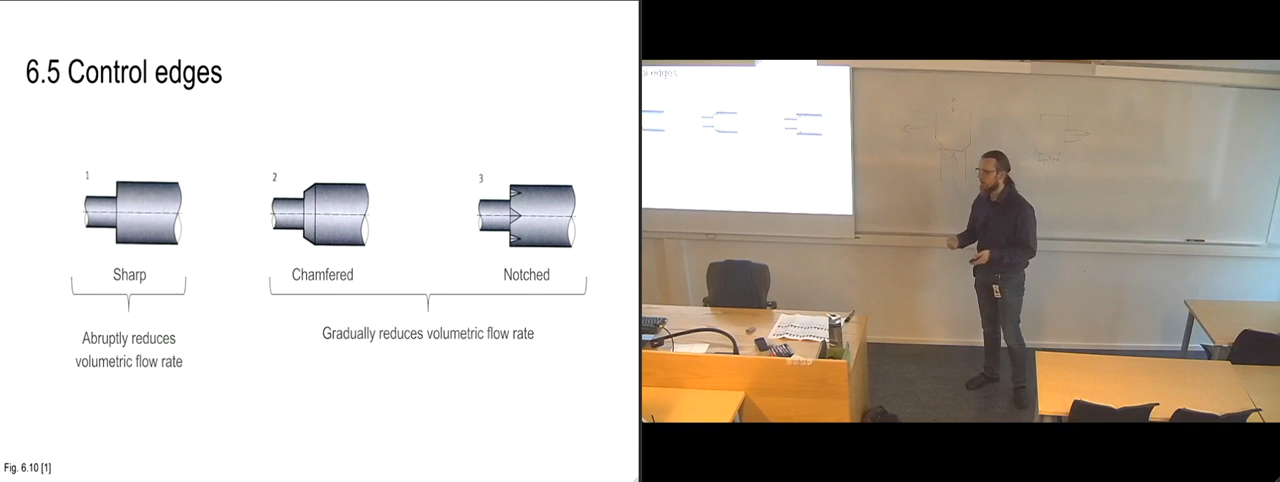 6.5 Control edges
1
2
3
Sharp
Chamfered
Notched
Abruptly reduces
volumetric flow rate
Gradually reduces volumetric flow rate
Fig. 6.10 [1]
edges